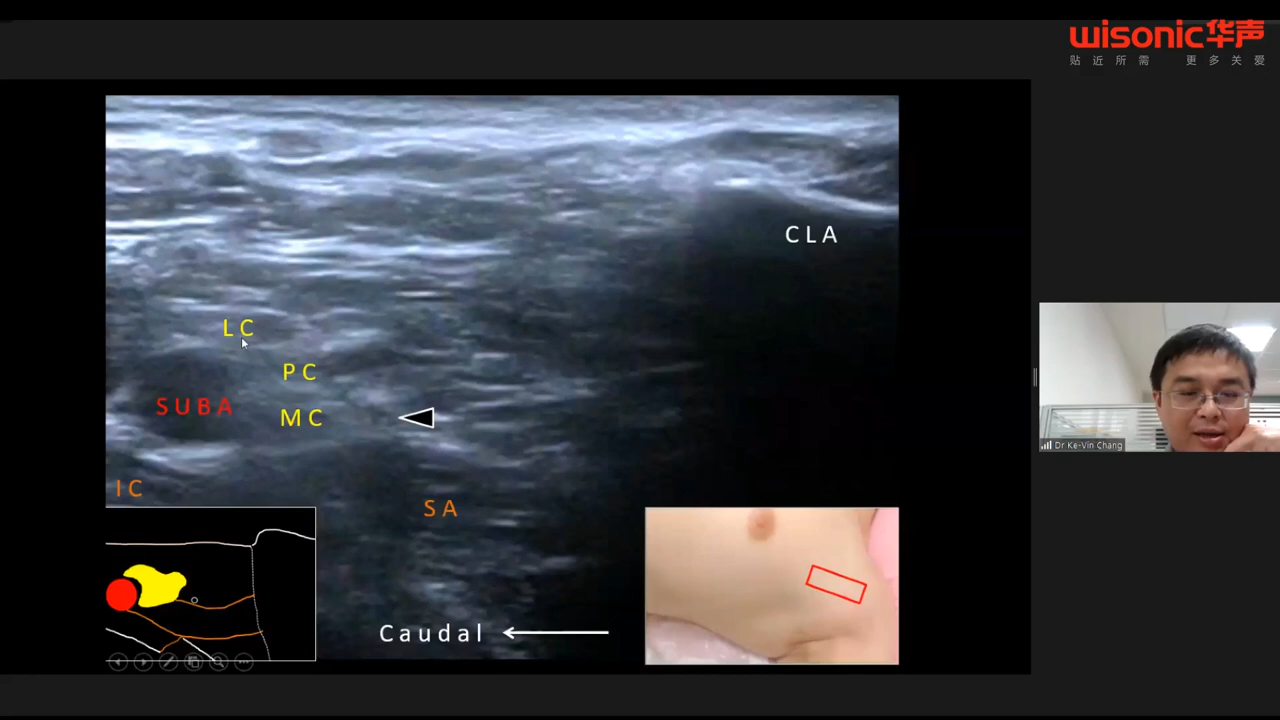 wisonic华声
贴近所需 更多关爱
CLA
LC
PC
SUBA
MC
IC
SA
Caudal
Dr Ke-Vin Chang